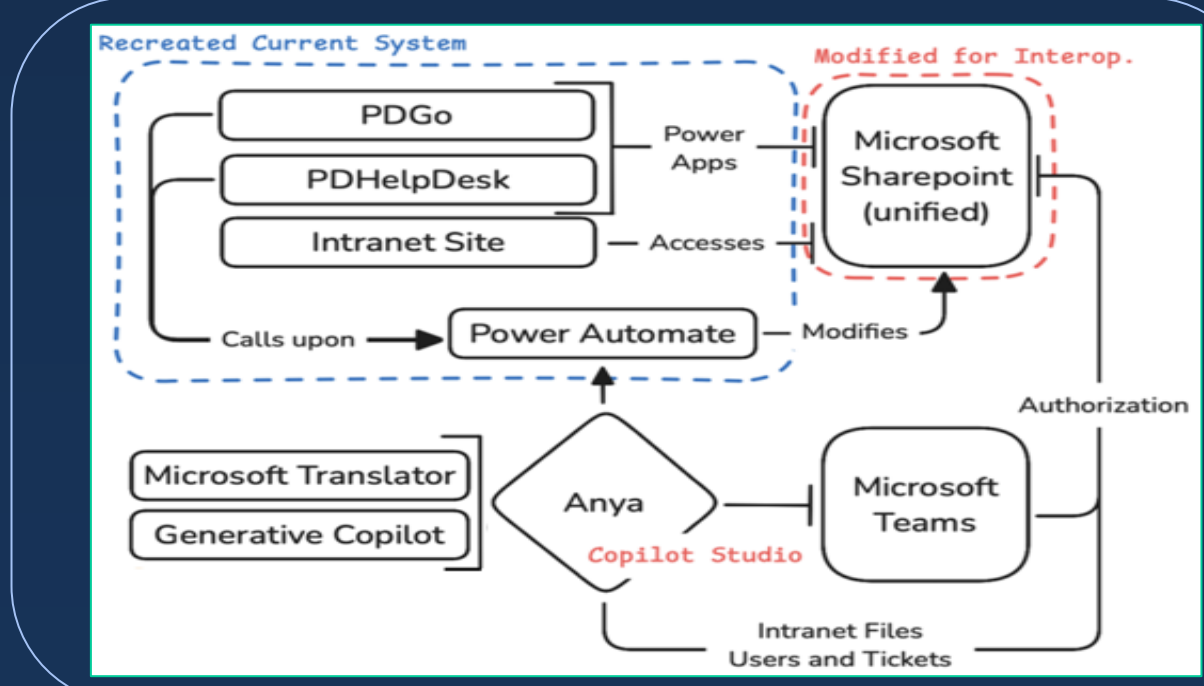 Recreated Current System
Modified for Interop.
PDGo
PDHelpDesk
Intranet Site
Power
Apps
Accesses
Microsoft
Sharepoint
(unified)
Calls upon
Power Automate
Modifies
Authorization
Microsoft Translator
Generative Copilot
Anya
Copilot Studio
Microsoft
Teams
Intranet Files
Users and Tickets